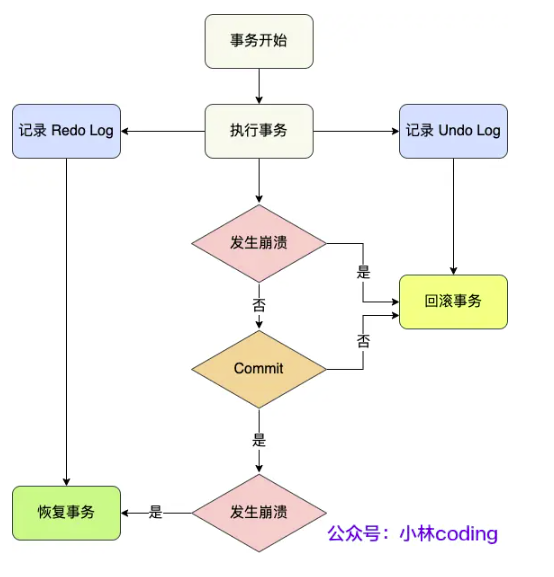 事务开始
记录 Redo Log
执行事务
记录 Undo Log
发生崩溃
是
回滚事务
否
否
Commit
是
恢复事务
是
发生崩溃
公众号：小林coding